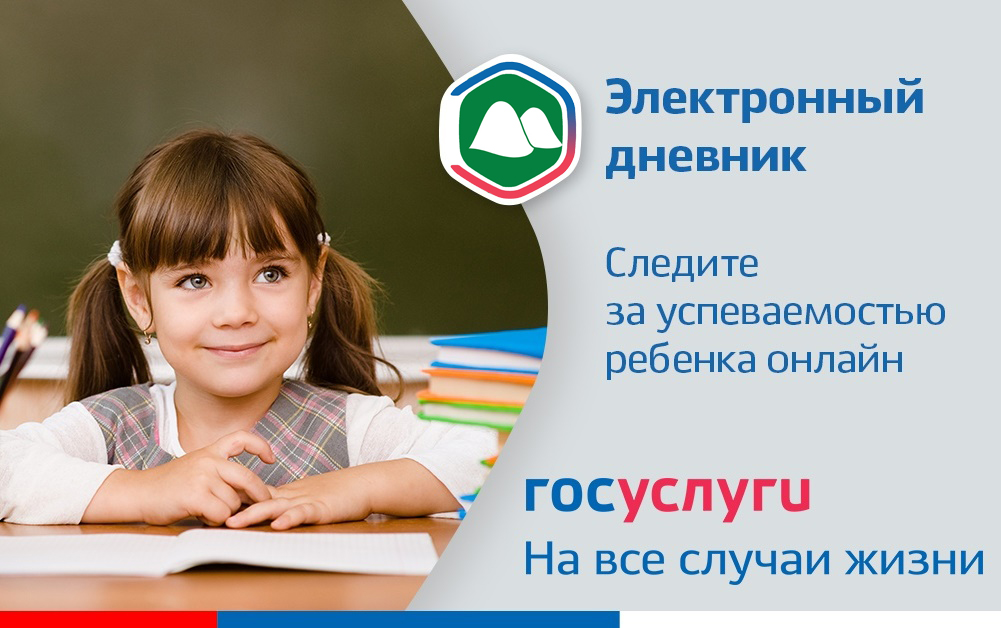 Электронный
дневник
Следите
за успеваемостью
ребенка онлайн
госуслуги
На все случаи жизни